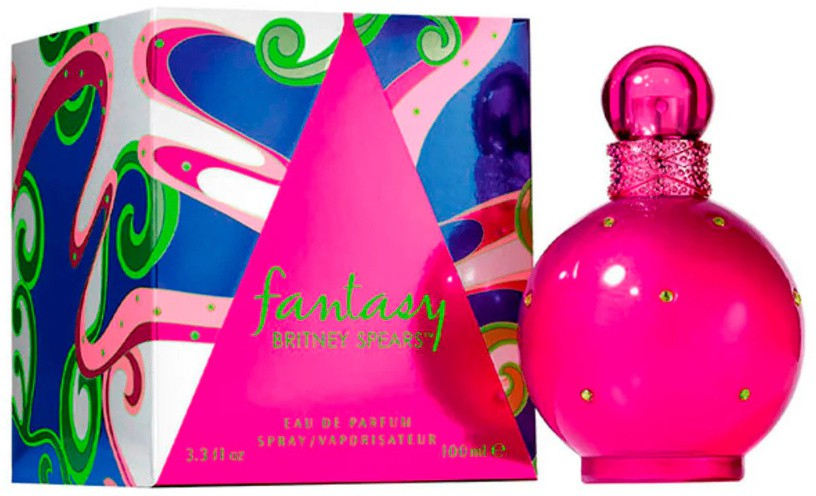 fantasy
BRITNEY SPEARS™
EAU DE PARFUM
SPRAY/VAPORISATEUR
3.3 fl oz 100 ml ℮